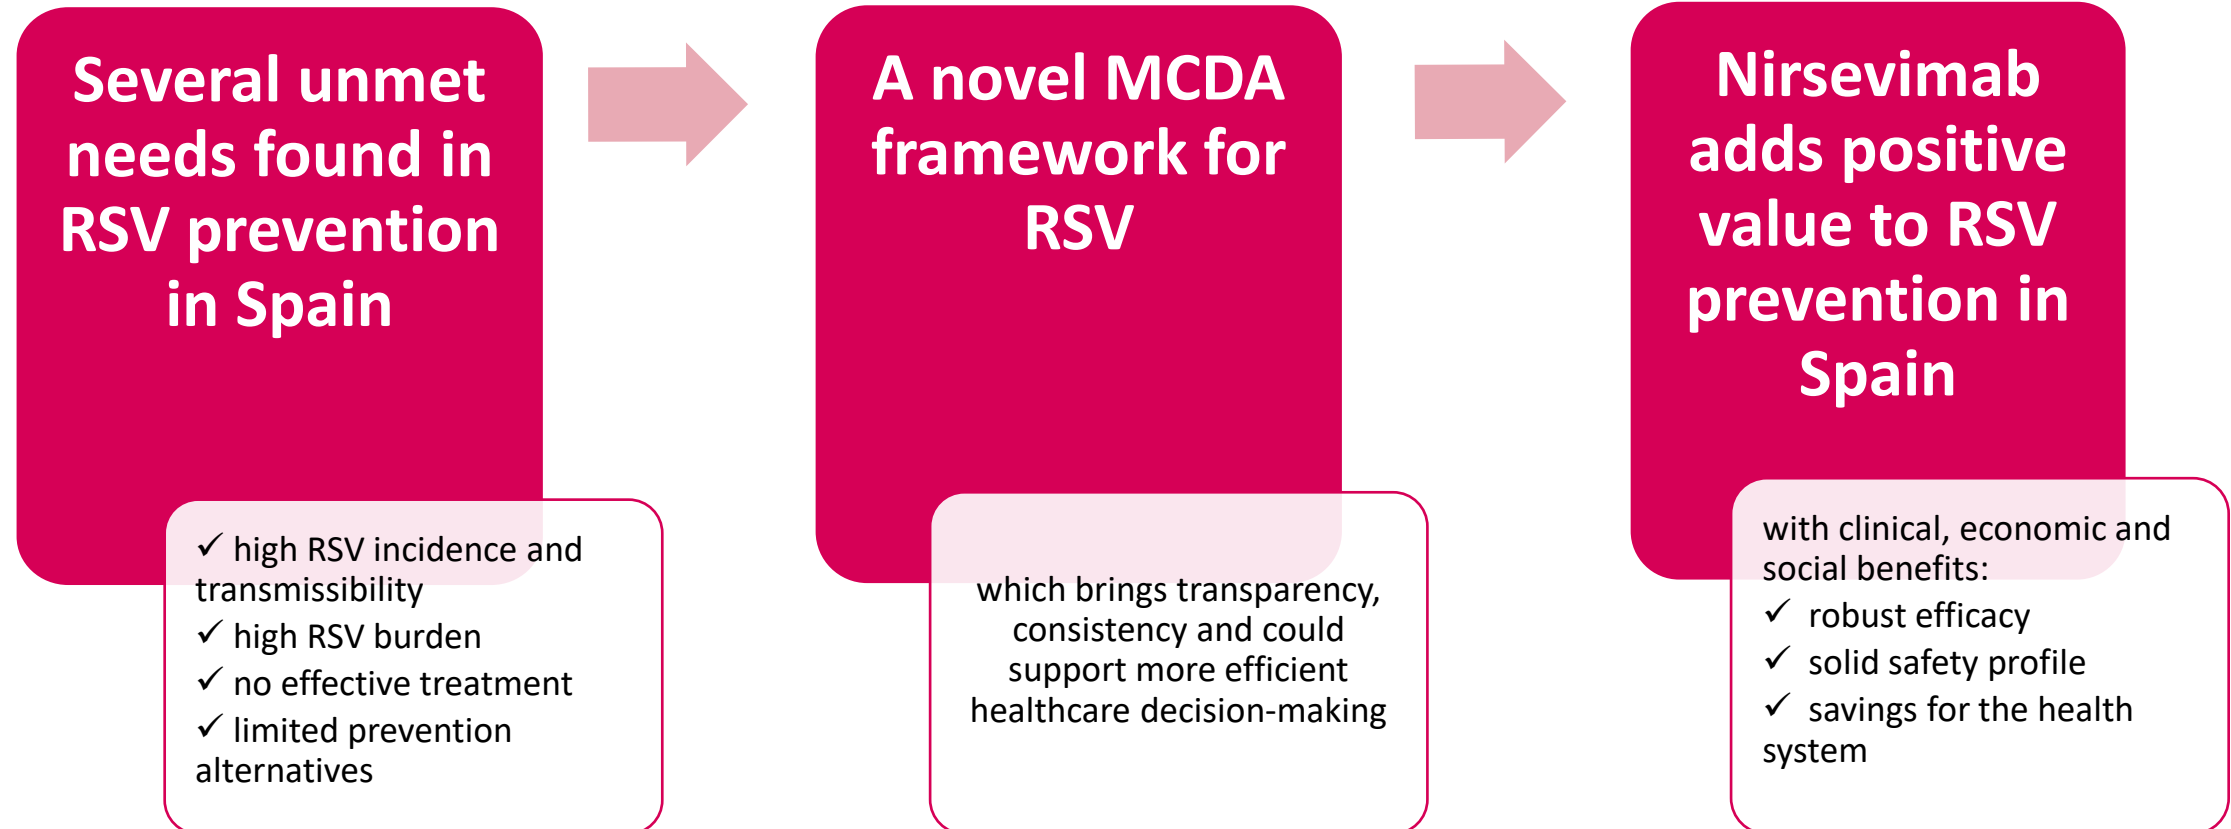 Several unmet
needs found in
RSV prevention
in Spain
✓ high RSV incidence and
transmissibility
✓ high RSV burden
✓ no effective treatment
✓ limited prevention
alternatives
A novel MCDA
framework for
RSV
which brings transparency,
consistency and could
support more efficient
healthcare decision-making
Nirsevimab
adds positive
value to RSV
prevention in
Spain
with clinical, economic and
social benefits:
✓ robust efficacy
✓ solid safety profile
✓ savings for the health
system